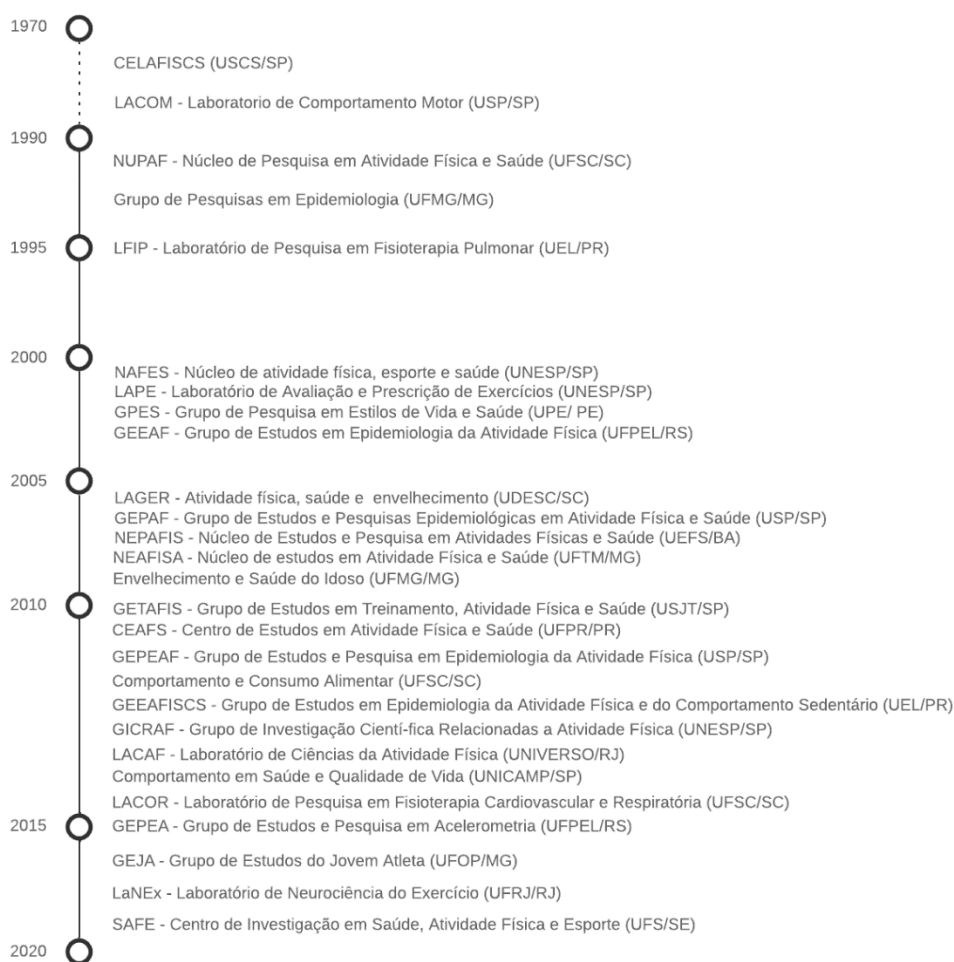 1970
CELAFISCS (USCS/SP)
LACOM - Laboratorio de Comportamento Motor (USP/SP)
1990
NUPAF - Núcleo de Pesquisa em Atividade Física e Saúde (UFSC/SC)
Grupo de Pesquisas em Epidemiologia (UFMG/MG)
1995 LFIP - Laboratório de Pesquisa em Fisioterapia Pulmonar (UEL/PR)
2000
NAFES - Núcleo de atividade física, esporte e saúde (UNESP/SP)
LAPE - Laboratório de Avaliação e Prescrição de Exercícios (UNESP/SP)
GPES - Grupo de Pesquisa em Estilos de Vida e Saúde (UPE/ PE)
GEEAF - Grupo de Estudos em Epidemiologia da Atividade Física (UFPEL/RS)
2005
LAGER - Atividade física, saúde e  envelhecimento (UDESC/SC)
GEPAF - Grupo de Estudos e Pesquisas Epidemiológicas em Atividade Física e Saúde (USP/SP)
NEPAFIS - Núcleo de Estudos e Pesquisa em Atividades Físicas e Saúde (UEFS/BA)
NEAFISA - Núcleo de estudos em Atividade Física e Saúde (UFTM/MG)
Envelhecimento e Saúde do Idoso (UFMG/MG)
2010 GETAFIS - Grupo de Estudos em Treinamento, Atividade Física e Saúde (USJT/SP)
CEAFS - Centro de Estudos em Atividade Física e Saúde (UFPR/PR)
GEPEAF - Grupo de Estudos e Pesquisa em Epidemiologia da Atividade Física (USP/SP)
Comportamento e Consumo Alimentar (UFSC/SC)
GEEAFISCS - Grupo de Estudos em Epidemiologia da Atividade Física e do Comportamento Sedentário (UEL/PR)
GICRAF - Grupo de Investigação Cientí-fica Relacionadas a Atividade Física (UNESP/SP)
LACAF - Laboratório de Ciências da Atividade Física (UNIVERSO/RJ)
Comportamento em Saúde e Qualidade de Vida (UNICAMP/SP)
LACOR - Laboratório de Pesquisa em Fisioterapia Cardiovascular e Respiratória (UFSC/SC)
2015 GEPEA - Grupo de Estudos e Pesquisa em Acelerometria (UFPEL/RS)
GEJA - Grupo de Estudos do Jovem Atleta (UFOP/MG)
LaNEx - Laboratório de Neurociência do Exercício (UFRJ/RJ)
SAFE - Centro de Investigação em Saúde, Atividade Física e Esporte (UFS/SE)
2020